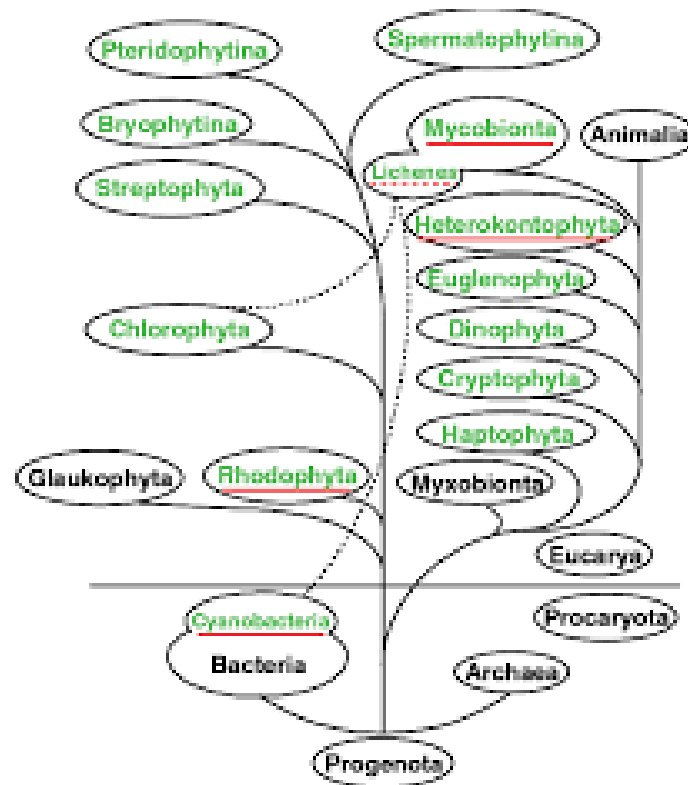 Pteridophytina
Spermatophytina
Bryophytina
Mycobionta
Animalia
Lichenes
Streptophyta
Heterokontophyta
Euglenophyta
Chlorophyta
Dinophyta
Cryptophyta
Haptophyta
Glaukophyta
Rhodophyta
Myxobionta
Eucarya
Cyanobacteria
Procaryota
Bacteria
Archaea
Progenota